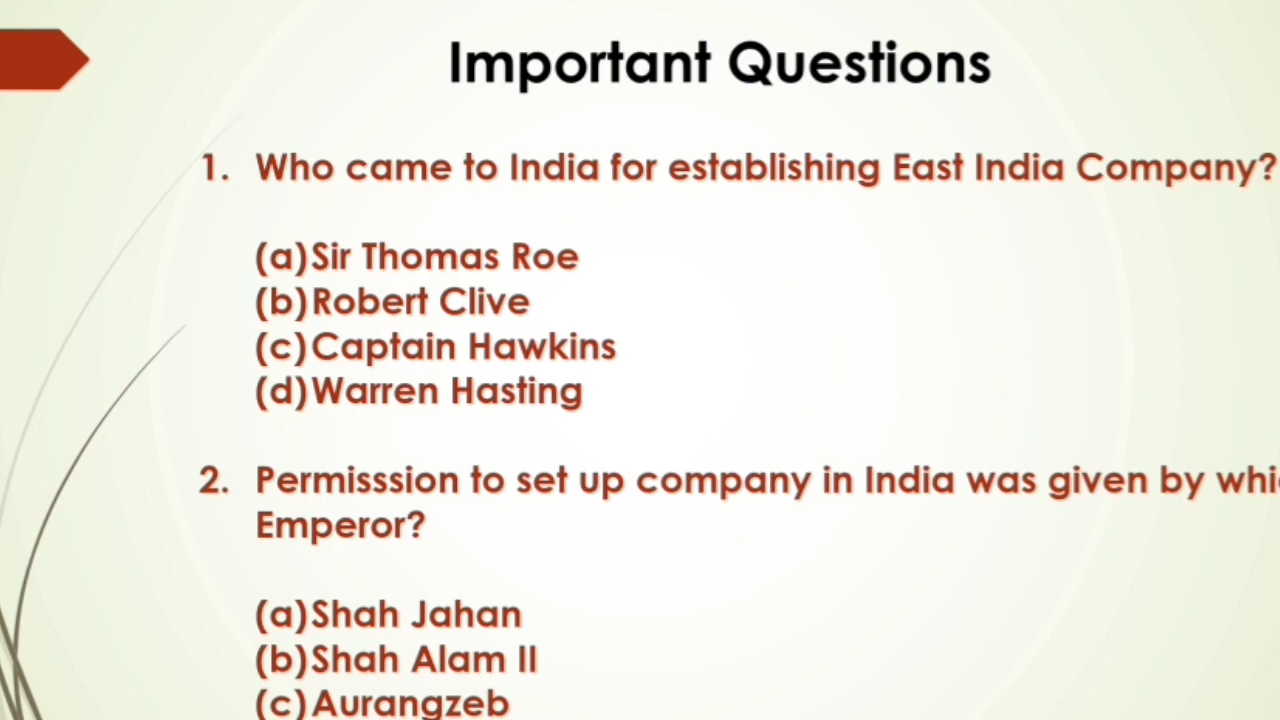 Important Questions
1. Who came to India for establishing East India Company?
(a) Sir Thomas Roe
(b) Robert Clive
(c) Captain Hawkins
(d) Warren Hasting
2. Permisssion to set up company in India was given by
Emperor?
(a) Shah Jahan
(b) Shah Alam II
(c) Aurangzeb